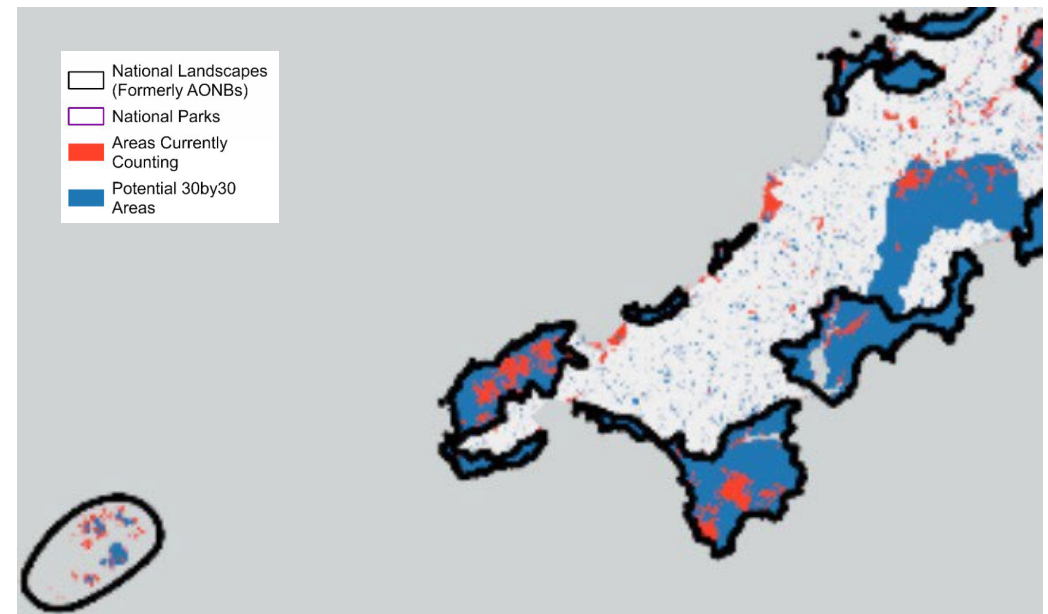 National Landscapes
(Formerly AONBs)
National Parks
Areas Currently
Counting
Potential 30by30
Areas